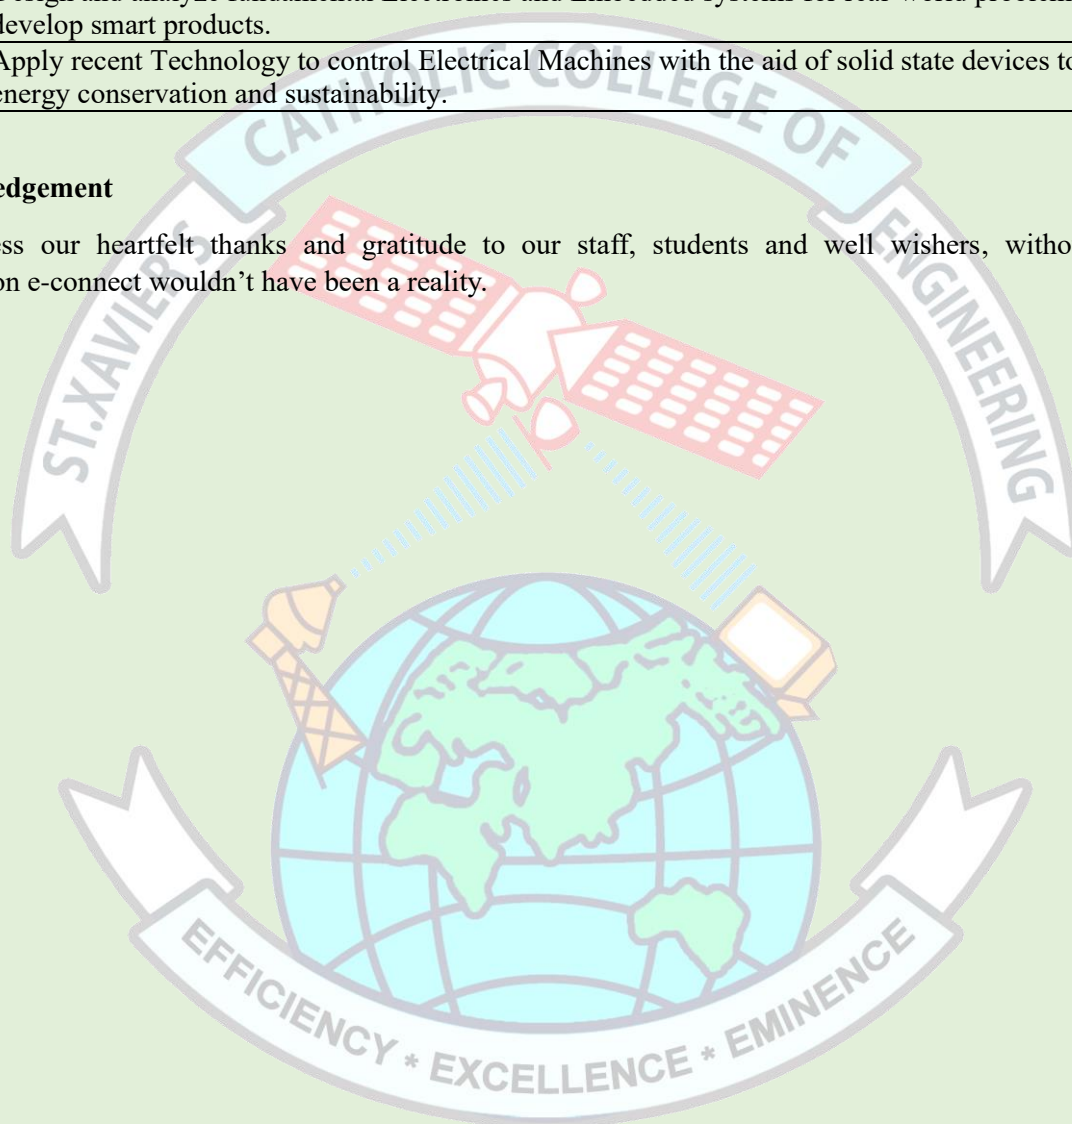 develop smart products.
Apply recent Technology to control Electrical Machines with the aid of solid state devices to
energy conservation and sustainability.
CATHOLIC COLLEGE OF
edgement
ess our heartfelt thanks and gratitude to our staff, students and well wishers, witho
on e-connect wouldn't have been a reality.
ST.XAVIER'S
ENGINEERING
EFFICIENCY * EXCELLENCE * EMINENCE